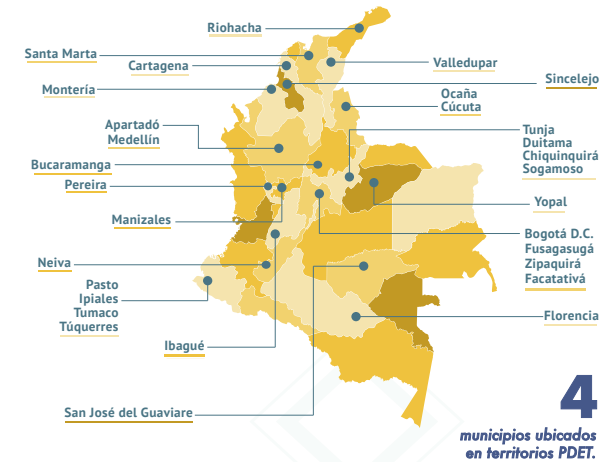 Riohacha
Santa Marta
Cartagena
Montería
Valledupar
Sincelejo
Ocaña
Cúcuta
Apartadó
Medellín
Bucaramanga
Pereira
Manizales
Tunja
Duitama
Chiquinquirá
Sogamoso
Yopal
Bogotá D.C.
Fusagasugá
Zipaquirá
Facatativá
Neiva
Pasto
Ipiales
Tumaco
Túquerres
Ibagué
Florencia
San José del Guaviare
4
municipios ubicados
en territorios PDET.